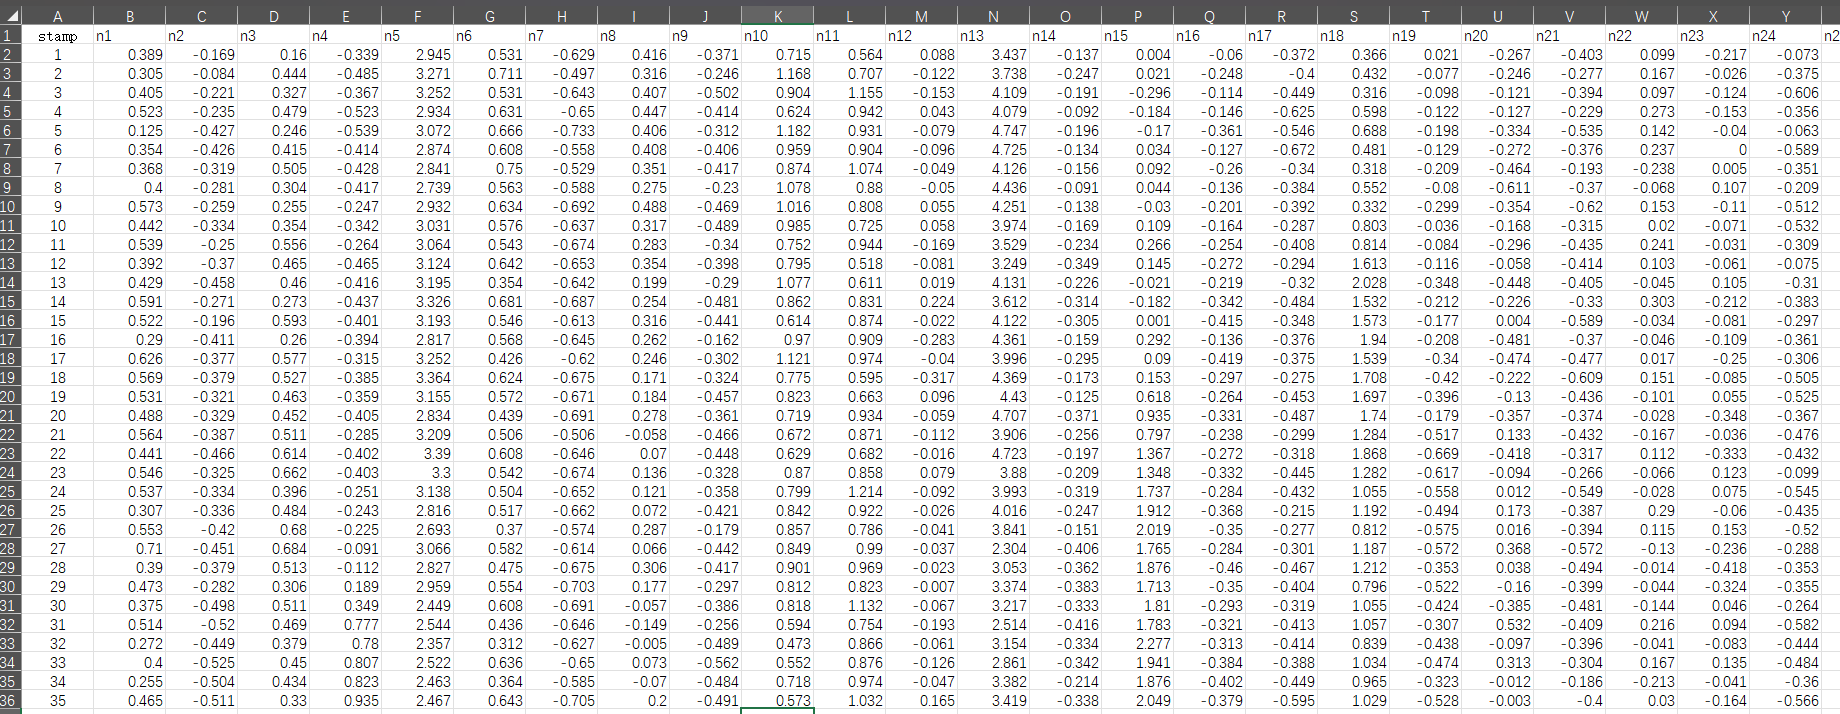 A B C D E F G H I J K L M N O P Q R S T U V W X Y
1 stamp n1 n2 n3 n4 n5 n6 n7 n8 n9 n10 n11 n12 n13 n14 n15 n16 n17 n18 n19 n20 n21 n22 n23 n24 n2
2 1 0.389 -0.169 0.16 -0.339 2.945 0.531 -0.629 0.416 -0.371 0.715 0.564 0.088 3.437 -0.137 0.004 -0.06 -0.372 0.366 0.021 -0.267 -0.403 0.099 -0.217 -0.073
3 2 0.305 -0.084 0.444 -0.485 3.271 0.711 -0.497 0.316 -0.246 1.168 0.707 -0.122 3.738 -0.247 0.021 -0.248 -0.4 0.432 -0.077 -0.246 -0.277 0.167 -0.026 -0.375
4 3 0.405 -0.221 0.327 -0.367 3.252 0.531 -0.643 0.407 -0.502 0.904 1.155 -0.153 4.109 -0.191 -0.296 -0.114 -0.449 0.316 -0.098 -0.121 -0.394 0.097 -0.124 -0.606
5 4 0.523 -0.235 0.479 -0.523 2.934 0.631 -0.65 0.447 -0.414 0.624 0.942 0.043 4.079 -0.092 -0.184 -0.146 -0.625 0.598 -0.122 -0.127 -0.229 0.273 -0.153 -0.356
6 5 0.125 -0.427 0.246 -0.539 3.072 0.666 -0.733 0.406 -0.312 1.182 0.931 -0.079 4.747 -0.196 -0.17 -0.361 -0.546 0.688 -0.198 -0.334 -0.535 0.142 -0.04 -0.063
7 6 0.354 -0.426 0.415 -0.414 2.874 0.608 -0.558 0.408 -0.406 0.959 0.904 -0.096 4.725 -0.134 0.034 -0.127 -0.672 0.481 -0.129 -0.272 -0.376 0.237 0 -0.589
8 7 0.368 -0.319 0.505 -0.428 2.841 0.75 -0.529 0.351 -0.417 0.874 1.074 -0.049 4.126 -0.156 0.092 -0.26 -0.34 0.318 -0.209 -0.464 -0.193 -0.238 0.005 -0.351
9 8 0.4 -0.281 0.304 -0.417 2.739 0.563 -0.588 0.275 -0.23 1.078 0.88 -0.05 4.436 -0.091 0.044 -0.136 -0.384 0.552 -0.08 -0.611 -0.37 -0.068 0.107 -0.209
10 9 0.573 -0.259 0.255 -0.247 2.932 0.634 -0.692 0.488 -0.469 1.016 0.808 0.055 4.251 -0.138 -0.03 -0.201 -0.392 0.332 -0.299 -0.354 -0.62 0.153 -0.11 -0.512
11 10 0.442 -0.334 0.354 -0.342 3.031 0.576 -0.637 0.317 -0.489 0.985 0.725 0.058 3.974 -0.169 0.109 -0.164 -0.287 0.803 -0.036 -0.168 -0.315 0.02 -0.071 -0.532
12 11 0.539 -0.25 0.556 -0.264 3.064 0.543 -0.674 0.283 -0.34 0.752 0.944 -0.169 3.529 -0.234 0.266 -0.254 -0.408 0.814 -0.084 -0.296 -0.435 0.241 -0.031 -0.309
13 12 0.392 -0.37 0.465 -0.465 3.124 0.642 -0.653 0.354 -0.398 0.795 0.518 -0.081 3.249 -0.349 0.145 -0.272 -0.294 1.613 -0.116 -0.058 -0.414 0.103 -0.061 -0.075
14 13 0.429 -0.458 0.46 -0.416 3.195 0.354 -0.642 0.199 -0.29 1.077 0.611 0.019 4.131 -0.226 -0.021 -0.219 -0.32 2.028 -0.348 -0.448 -0.405 -0.045 0.105 -0.31
15 14 0.591 -0.271 0.273 -0.437 3.326 0.681 -0.687 0.254 -0.481 0.862 0.831 0.224 3.612 -0.314 -0.182 -0.342 -0.484 1.532 -0.212 -0.226 -0.33 0.303 -0.212 -0.383
16 15 0.522 -0.196 0.593 -0.401 3.193 0.546 -0.613 0.316 -0.441 0.614 0.874 -0.022 4.122 -0.305 0.001 -0.415 -0.348 1.573 -0.177 0.004 -0.589 -0.034 -0.081 -0.297
17 16 0.29 -0.411 0.26 -0.394 2.817 0.568 -0.645 0.262 -0.162 0.97 0.909 -0.283 4.361 -0.159 0.292 -0.136 -0.376 1.94 -0.208 -0.481 -0.37 -0.046 -0.109 -0.361
18 17 0.626 -0.377 0.577 -0.315 3.252 0.426 -0.62 0.246 -0.302 1.121 0.974 -0.04 3.996 -0.295 0.09 -0.419 -0.375 1.539 -0.34 -0.474 -0.477 0.017 -0.25 -0.306
19 18 0.569 -0.379 0.527 -0.385 3.364 0.624 -0.675 0.171 -0.324 0.775 0.595 -0.317 4.369 -0.173 0.153 -0.297 -0.275 1.708 -0.42 -0.222 -0.609 0.151 -0.085 -0.505
20 19 0.531 -0.321 0.463 -0.359 3.155 0.572 -0.671 0.184 -0.457 0.823 0.663 0.096 4.43 -0.125 0.618 -0.264 -0.453 1.697 -0.396 -0.13 -0.436 -0.101 0.055 -0.525
21 20 0.488 -0.329 0.452 -0.405 2.834 0.439 -0.691 0.278 -0.361 0.719 0.934 -0.059 4.707 -0.371 0.935 -0.331 -0.487 1.74 -0.179 -0.357 -0.374 -0.028 -0.348 -0.367
22 21 0.564 -0.387 0.511 -0.285 3.209 0.506 -0.506 -0.058 -0.466 0.672 0.871 -0.112 3.906 -0.256 0.797 -0.238 -0.299 1.284 -0.517 0.133 -0.432 -0.167 -0.036 -0.476
23 22 0.441 -0.466 0.614 -0.402 3.39 0.608 -0.646 0.07 -0.448 0.629 0.682 -0.016 4.723 -0.197 1.367 -0.272 -0.318 1.868 -0.669 -0.418 -0.317 0.112 -0.333 -0.432
24 23 0.546 -0.325 0.662 -0.403 3.3 0.542 -0.674 0.136 -0.328 0.87 0.858 0.079 3.88 -0.209 1.348 -0.332 -0.445 1.282 -0.617 -0.094 -0.266 -0.066 0.123 -0.099
25 24 0.537 -0.334 0.396 -0.251 3.138 0.504 -0.652 0.121 -0.358 0.799 1.214 -0.092 3.993 -0.319 1.737 -0.284 -0.432 1.055 -0.558 0.012 -0.549 -0.028 0.075 -0.545
26 25 0.307 -0.336 0.484 -0.243 2.816 0.517 -0.662 0.072 -0.421 0.842 0.922 -0.026 4.016 -0.247 1.912 -0.368 -0.215 1.192 -0.494 0.173 -0.387 0.29 -0.06 -0.435
27 26 0.553 -0.42 0.68 -0.225 2.693 0.37 -0.574 0.287 -0.179 0.857 0.786 -0.041 3.841 -0.151 2.019 -0.35 -0.277 0.812 -0.575 0.016 -0.394 0.115 0.153 -0.52
28 27 0.71 -0.451 0.684 -0.091 3.066 0.582 -0.614 0.066 -0.442 0.849 0.99 -0.037 2.304 -0.406 1.765 -0.284 -0.301 1.187 -0.572 0.368 -0.572 -0.13 -0.236 -0.288
29 28 0.39 -0.379 0.513 -0.112 2.827 0.475 -0.675 0.306 -0.417 0.901 0.969 -0.023 3.053 -0.362 1.876 -0.46 -0.467 1.212 -0.353 0.038 -0.494 -0.014 -0.418 -0.353
30 29 0.473 -0.282 0.306 0.189 2.959 0.554 -0.703 0.177 -0.297 0.812 0.823 -0.007 3.374 -0.383 1.713 -0.35 -0.404 0.796 -0.522 -0.16 -0.399 -0.044 -0.324 -0.355
31 30 0.375 -0.498 0.511 0.349 2.449 0.608 -0.691 -0.057 -0.386 0.818 1.132 -0.067 3.217 -0.333 1.81 -0.293 -0.319 1.055 -0.424 -0.385 -0.481 -0.144 0.046 -0.264
32 31 0.514 -0.52 0.469 0.777 2.544 0.436 -0.646 -0.149 -0.256 0.594 0.754 -0.193 2.514 -0.416 1.783 -0.321 -0.413 1.057 -0.307 0.532 -0.409 0.216 0.094 -0.582
33 32 0.272 -0.449 0.379 0.78 2.357 0.312 -0.627 -0.005 -0.489 0.473 0.866 -0.061 3.154 -0.334 2.277 -0.313 -0.414 0.839 -0.438 -0.097 -0.396 -0.041 -0.083 -0.444
34 33 0.4 -0.525 0.45 0.807 2.522 0.636 -0.65 0.073 -0.562 0.552 0.876 -0.126 2.861 -0.342 1.941 -0.384 -0.388 1.034 -0.474 0.313 -0.304 0.167 0.135 -0.484
35 34 0.255 -0.504 0.434 0.823 2.463 0.364 -0.585 -0.07 -0.484 0.718 0.974 -0.047 3.382 -0.214 1.876 -0.402 -0.449 0.965 -0.323 -0.012 -0.186 -0.213 -0.041 -0.36
36 35 0.465 -0.511 0.33 0.935 2.467 0.643 -0.705 0.2 -0.491 0.573 1.032 0.165 3.419 -0.338 2.049 -0.379 -0.595 1.029 -0.528 -0.003 -0.4 0.03 -0.164 -0.566